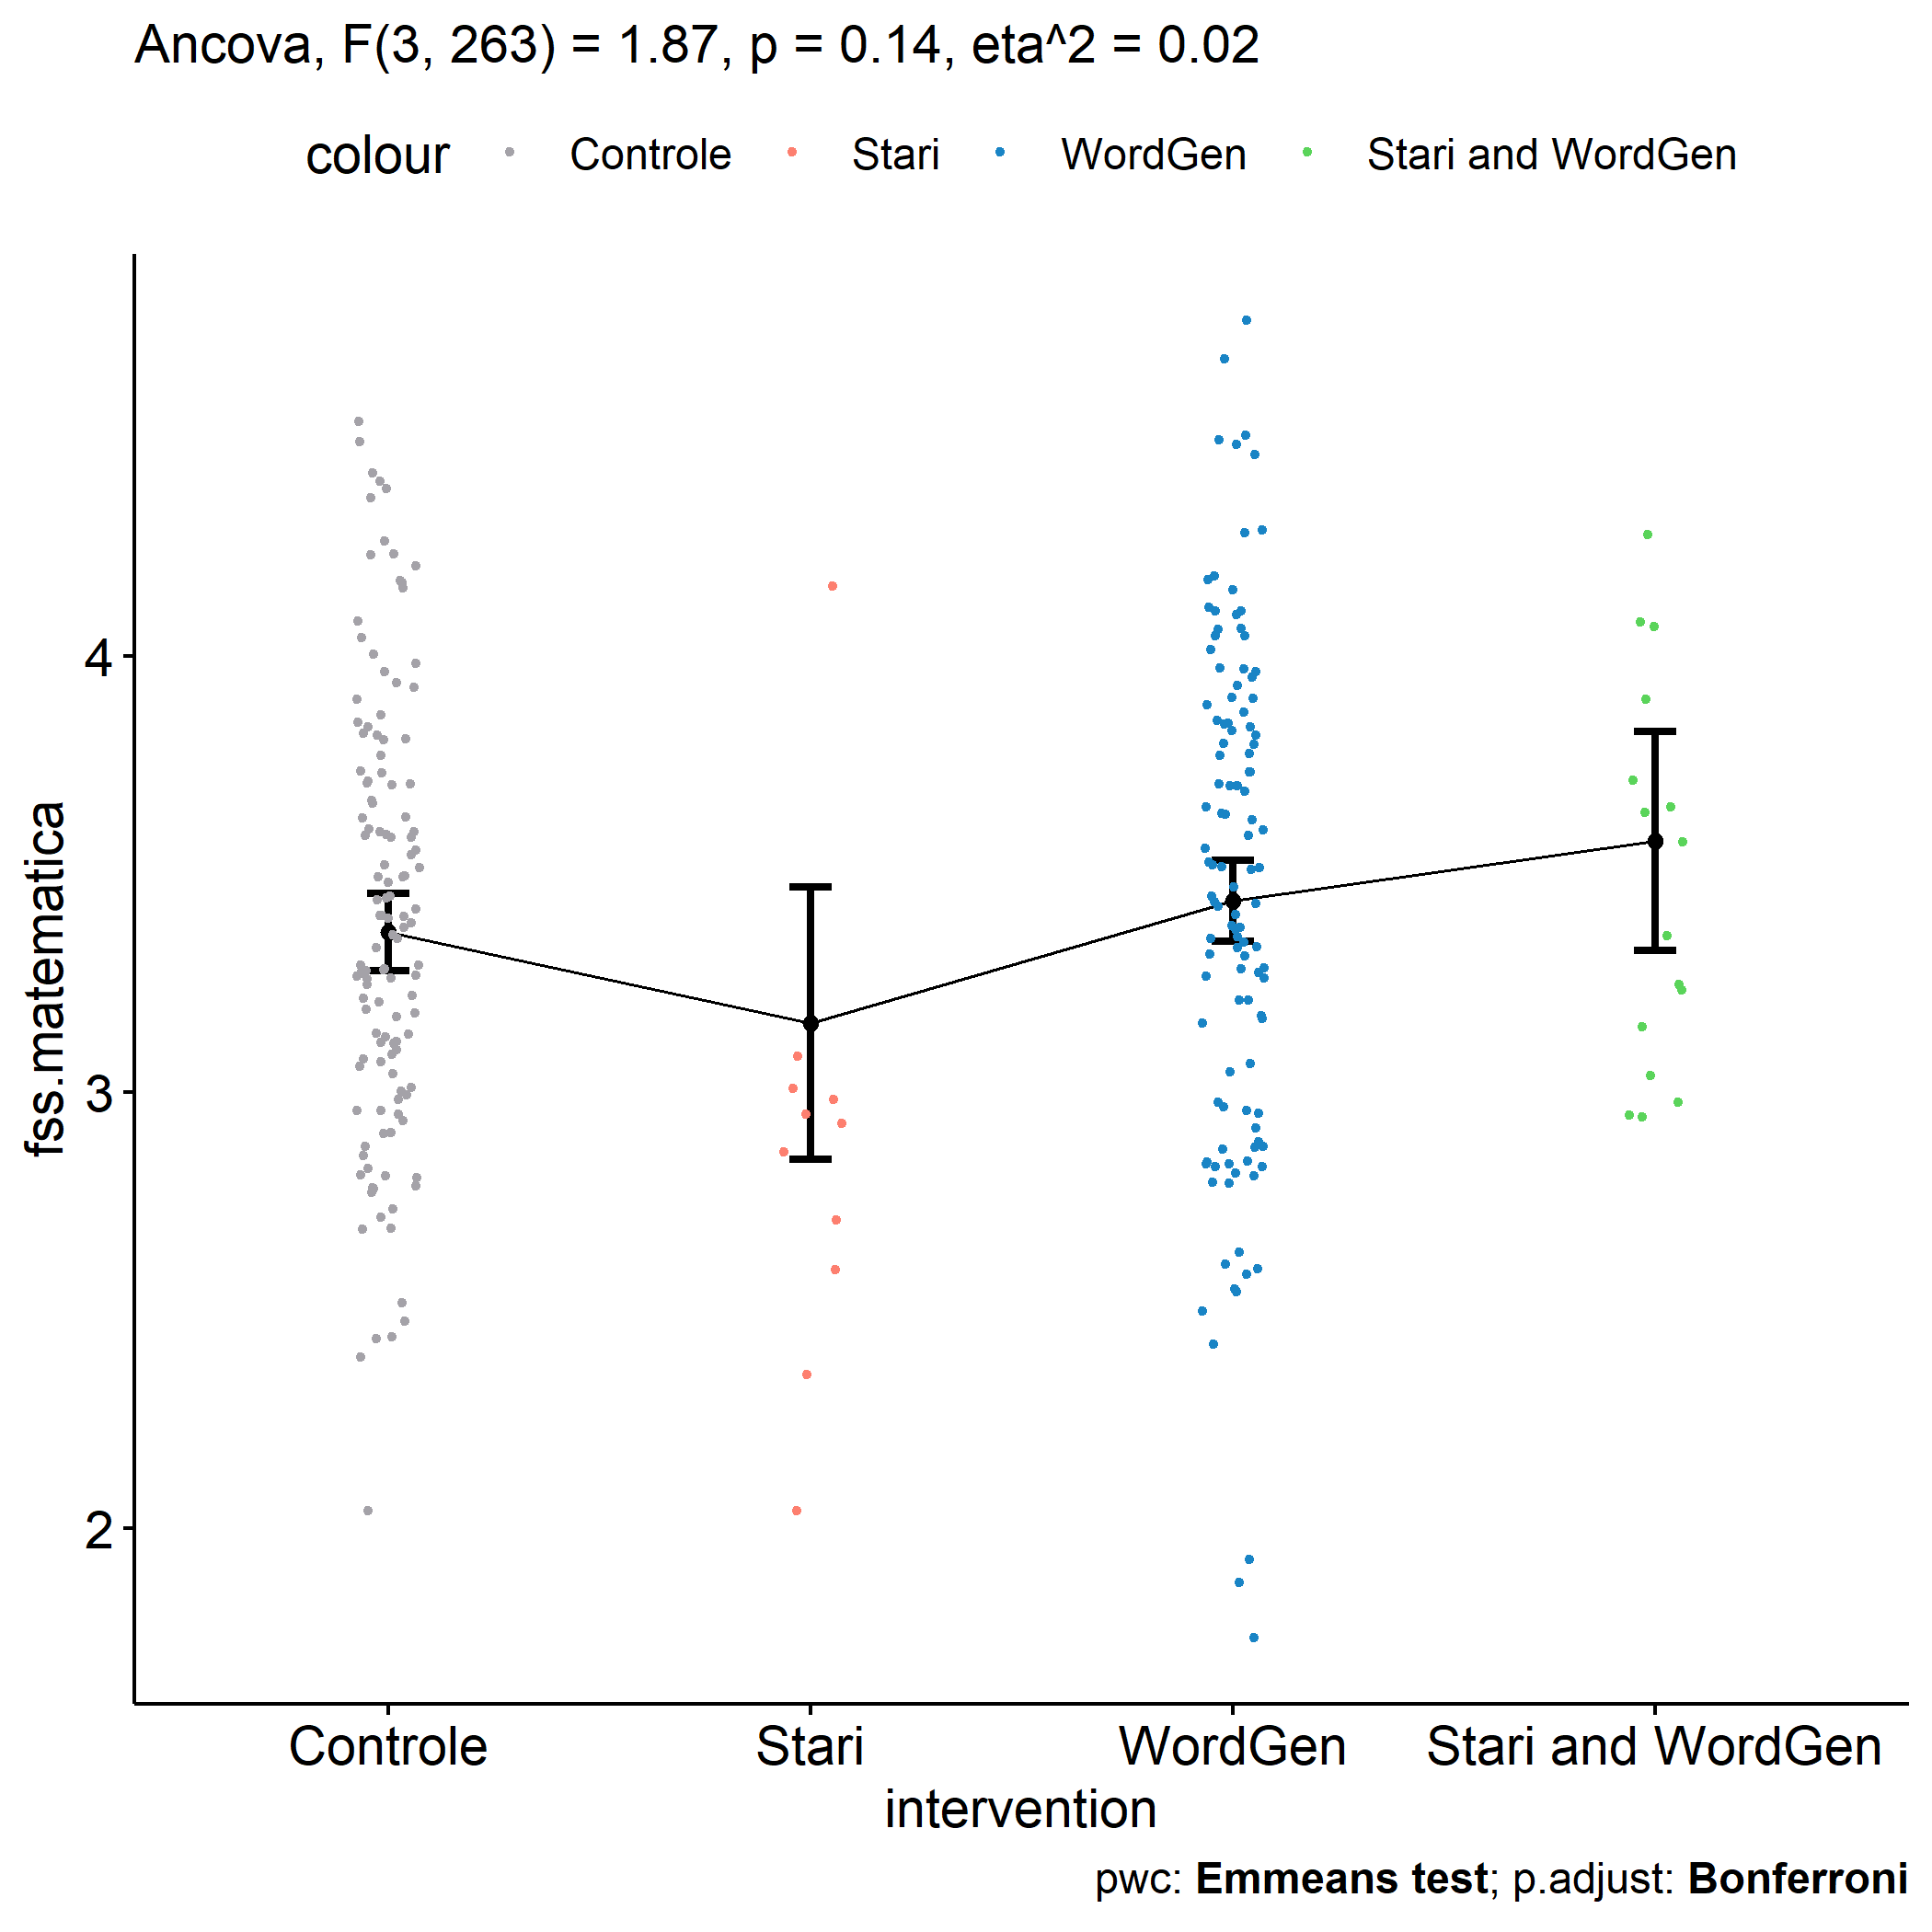 Ancova, F(3, 263) = 1.87, p = 0.14, eta^2 = 0.02
colour Controle Stari WordGen Stari and WordGen
fss.matematica
4
3
2
Controle Stari WordGen Stari and WordGen
intervention
pwc: Emmeans test; p.adjust: Bonferroni